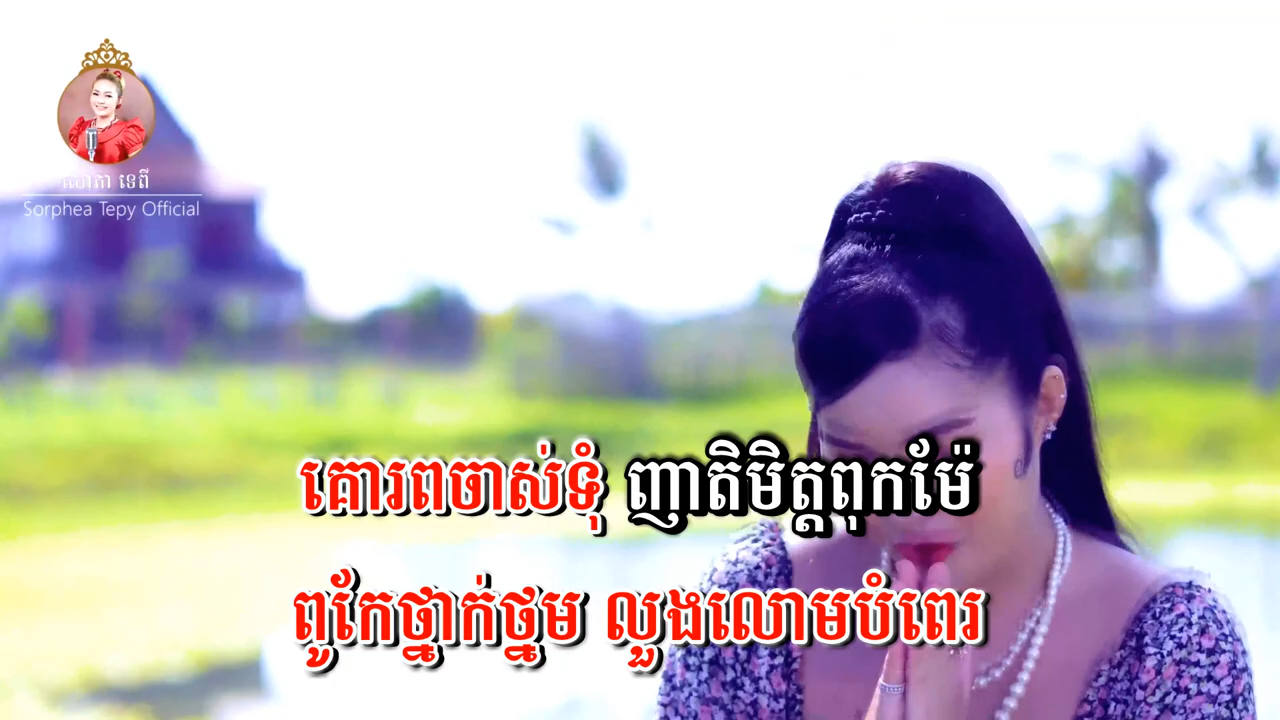 សោភា ទេពី
Sorphea Tepy Official
គោរពចាស់ទុំ ញាតិមិត្តពុកម៉ែ
ពូកែថ្នាក់ថ្នម លួងលោមបំពេរ